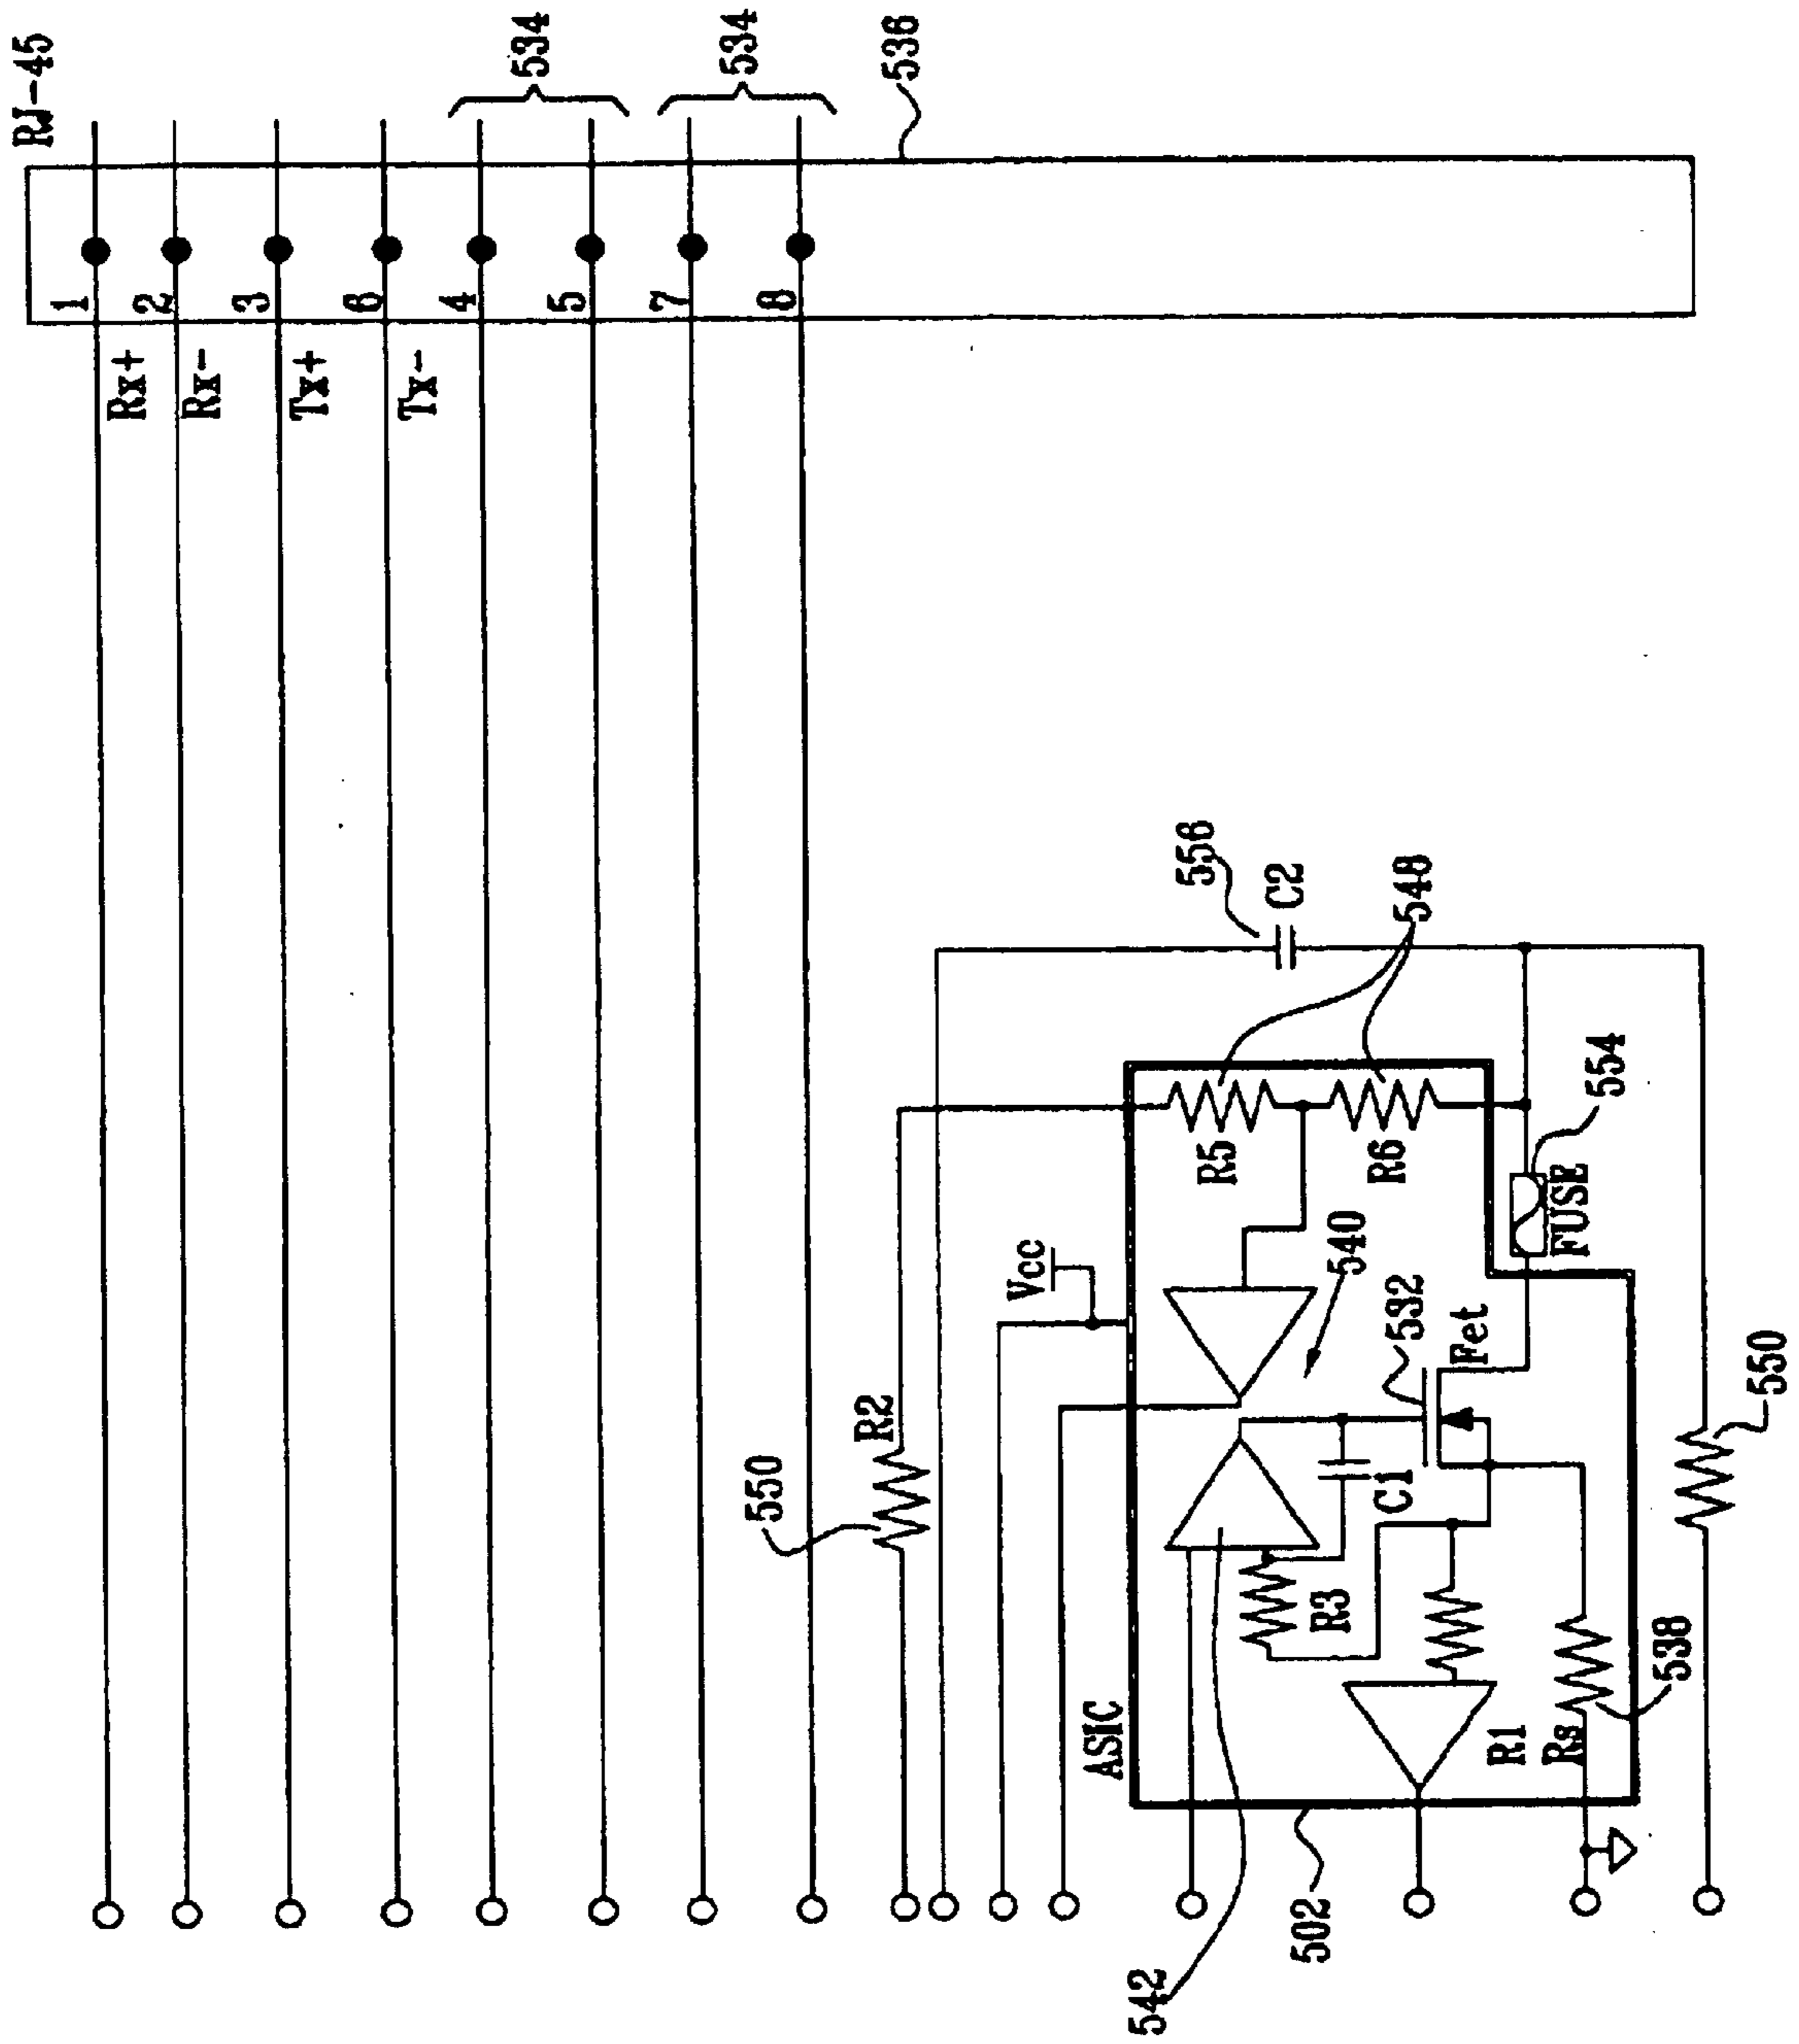 RJ-45
534
534
536
1
2
3
6
4
5
7
8
Rx+
Rx-
Tx+
Tx-
556
C2
548
554
FUSE
R5
R6
Vcc
540
532
Fet
550
R2
550
C1
R3
538
ASIC
R1
Rs
502
542